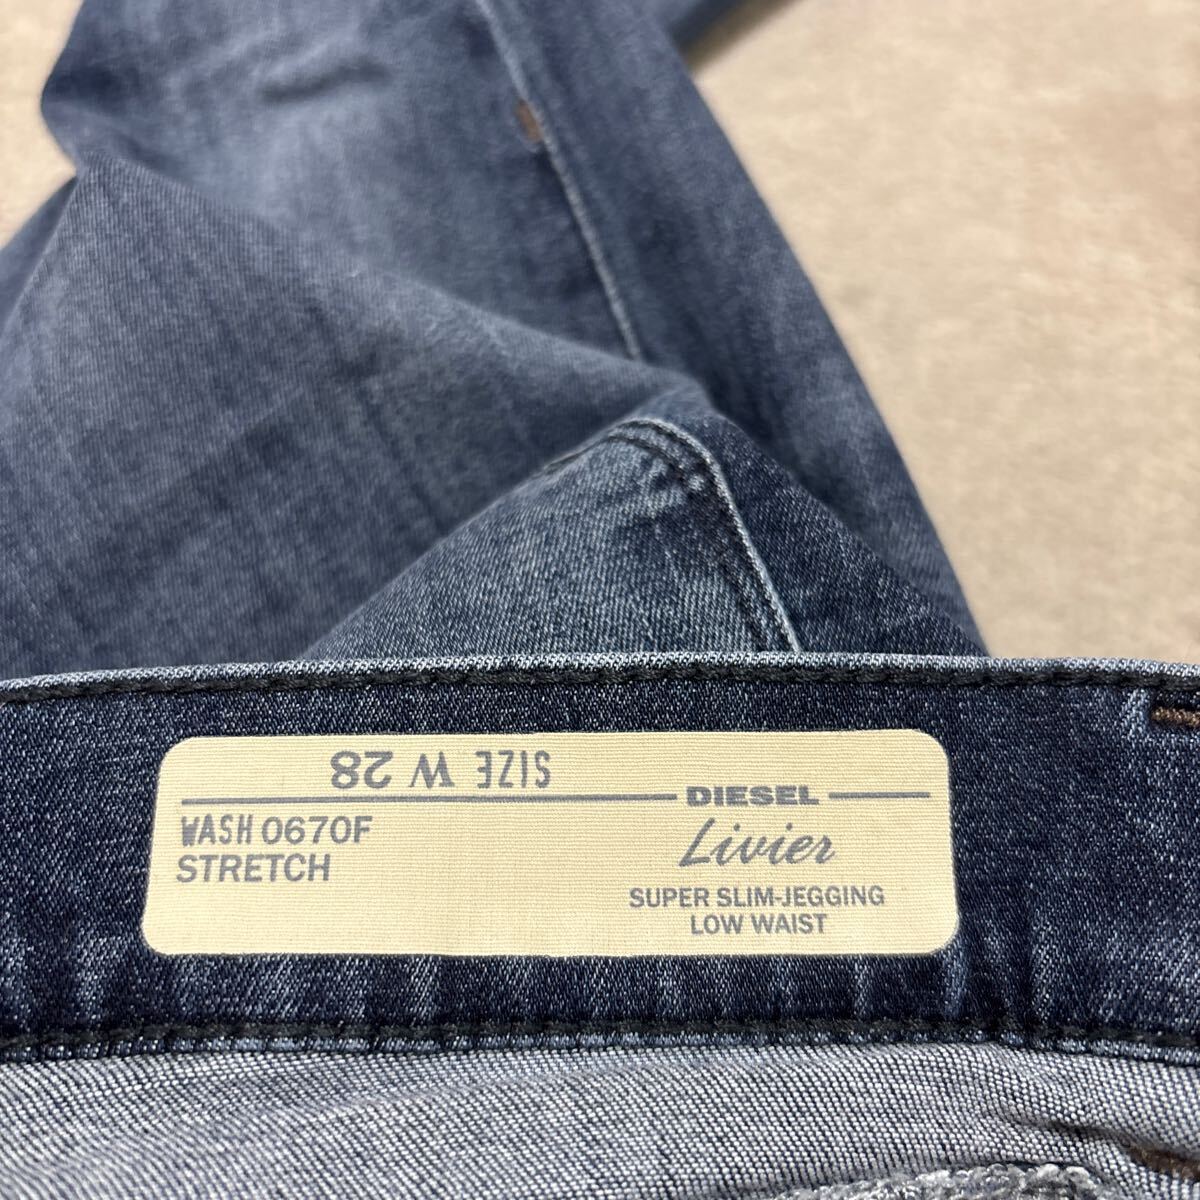 SIZE W 28
DIESEL
WASH 0670F
STRETCH
Livier
SUPER SLIM-JEGGING
LOW WAIST